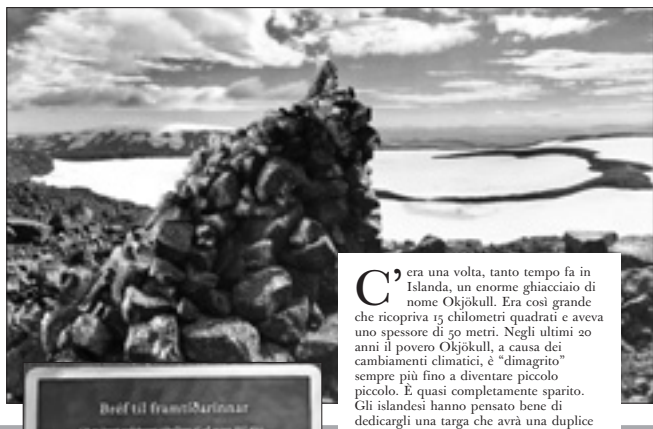 C’era una volta, tanto tempo fa in
Islanda, un enorme ghiacciaio di
nome Okjökull. Era così grande
che ricopriva 15 chilometri quadrati e aveva
uno spessore di 50 metri. Negli ultimi 20
anni il povero Okjökull, a causa dei
cambiamenti climatici, è “dimagrito”
sempre più fino a diventare piccolo
piccolo. È quasi completamente sparito.
Gli islandesi hanno pensato bene di
dedicargli una targa che avrà una duplice
Bréf til framtíðarinnar